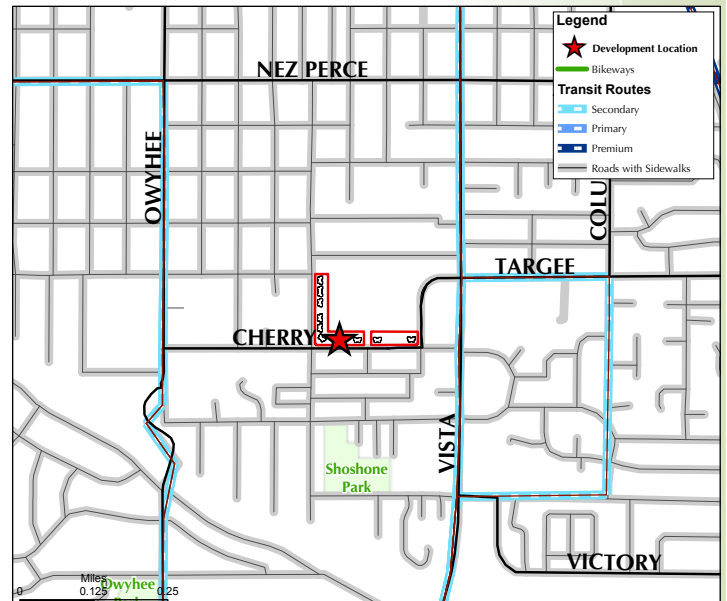 Legend
Development Location
Bikeways
Transit Routes
Secondary
Primary
Premium
Roads with Sidewalks
NEZ PERCE
OWYHEE
COLU
TARGEE
CHERRY
VISTA
Shoshone
Park
VICTORY
Miles
0 0.125 0.25
Owyhee